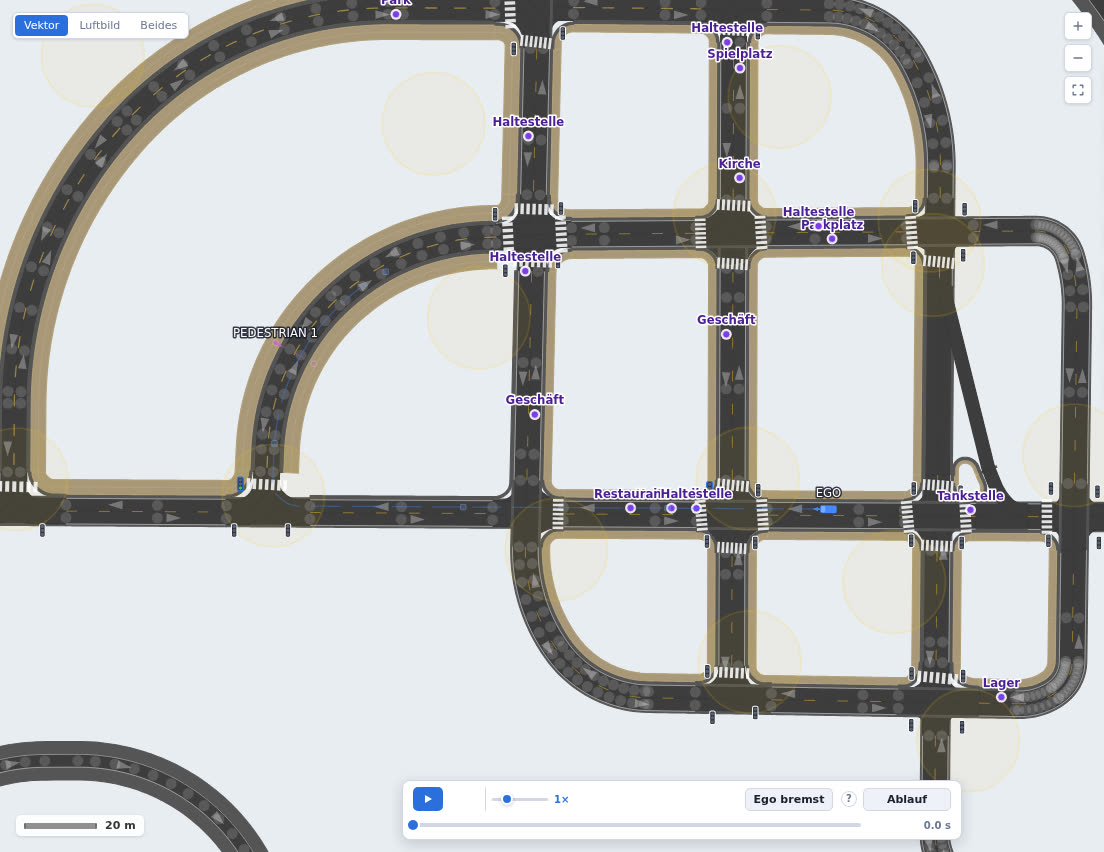 Park
Vektor
Luftbild
Beides
Haltestelle
Spielplatz
Haltestelle
Kirche
Haltestelle
Parkplatz
Haltestelle
Geschäft
PEDESTRIAN 1
Geschäft
Haltestelle
EGO
Tankstelle
Lager
1×
Ego bremst
?
Ablauf
0.0 s
20 m